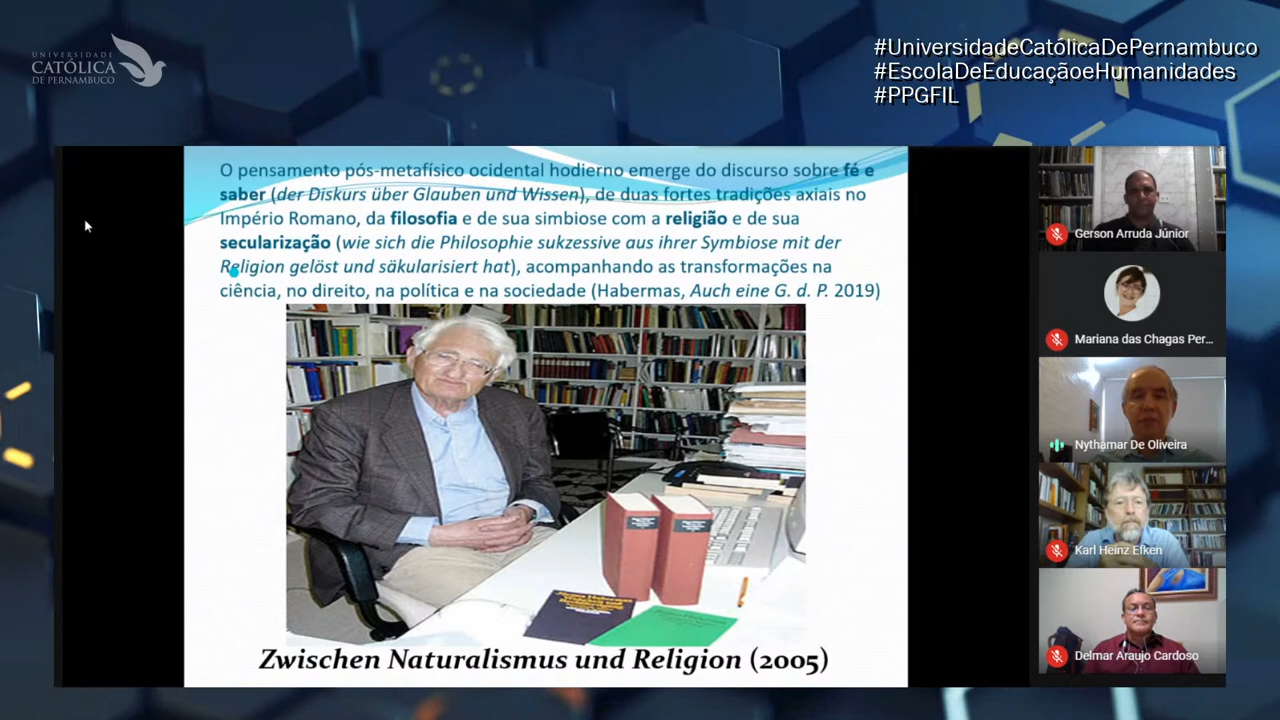 UNIVERSIDADE
CATÓLICA
DE PERNAMBUCO
#UniversidadeCatólicaDePernambuco
#EscolaDeEducaçãoeHumanidades
#PPGFIL
O pensamento pós-metafísico ocidental hodierno emerge do discurso sobre fé e
saber (der Diskurs über Glauben und Wissen), de duas fortes tradições axiais no
Império Romano, da filosofia e de sua simbiose com a religião e de sua
secularização (wie sich die Philosophie sukzessive aus ihrer Symbiose mit der
Religion gelöst und säkularisiert hat), acompanhando as transformações na
ciência, no direito, na política e na sociedade (Habermas, Auch eine G. d. P. 2019)
Zwischen Naturalismus und Religion (2005)
Gerson Arruda Júnior
Mariana das Chagas Per...
Nythamar De Oliveira
Karl Heinz Efken
Delmar Araujo Cardoso